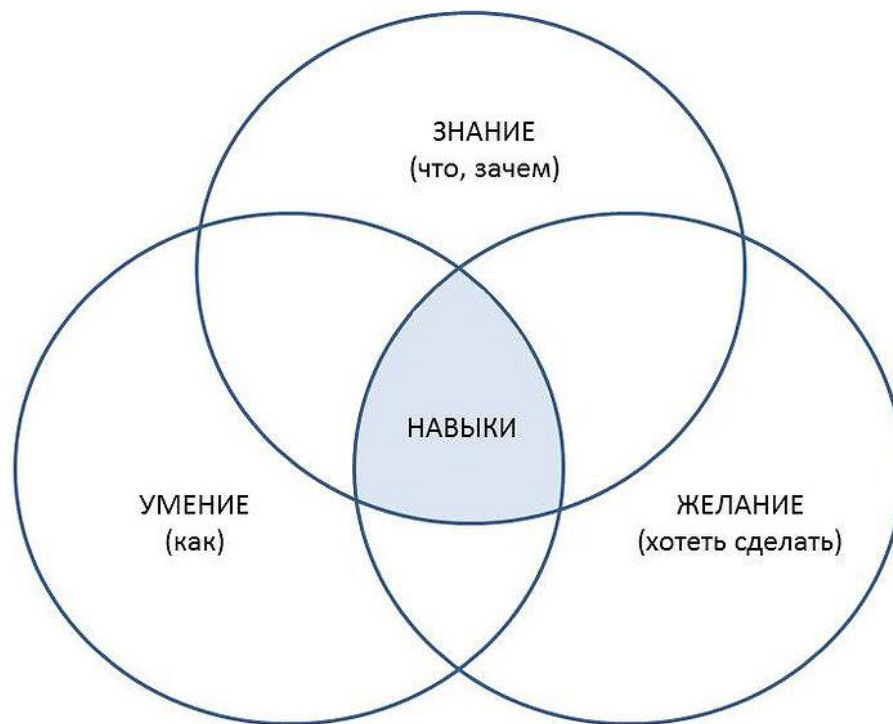 ЗНАНИЕ
(что, зачем)
НАВЫКИ
УМЕНИЕ
(как)
ЖЕЛАНИЕ
(хотеть сделать)